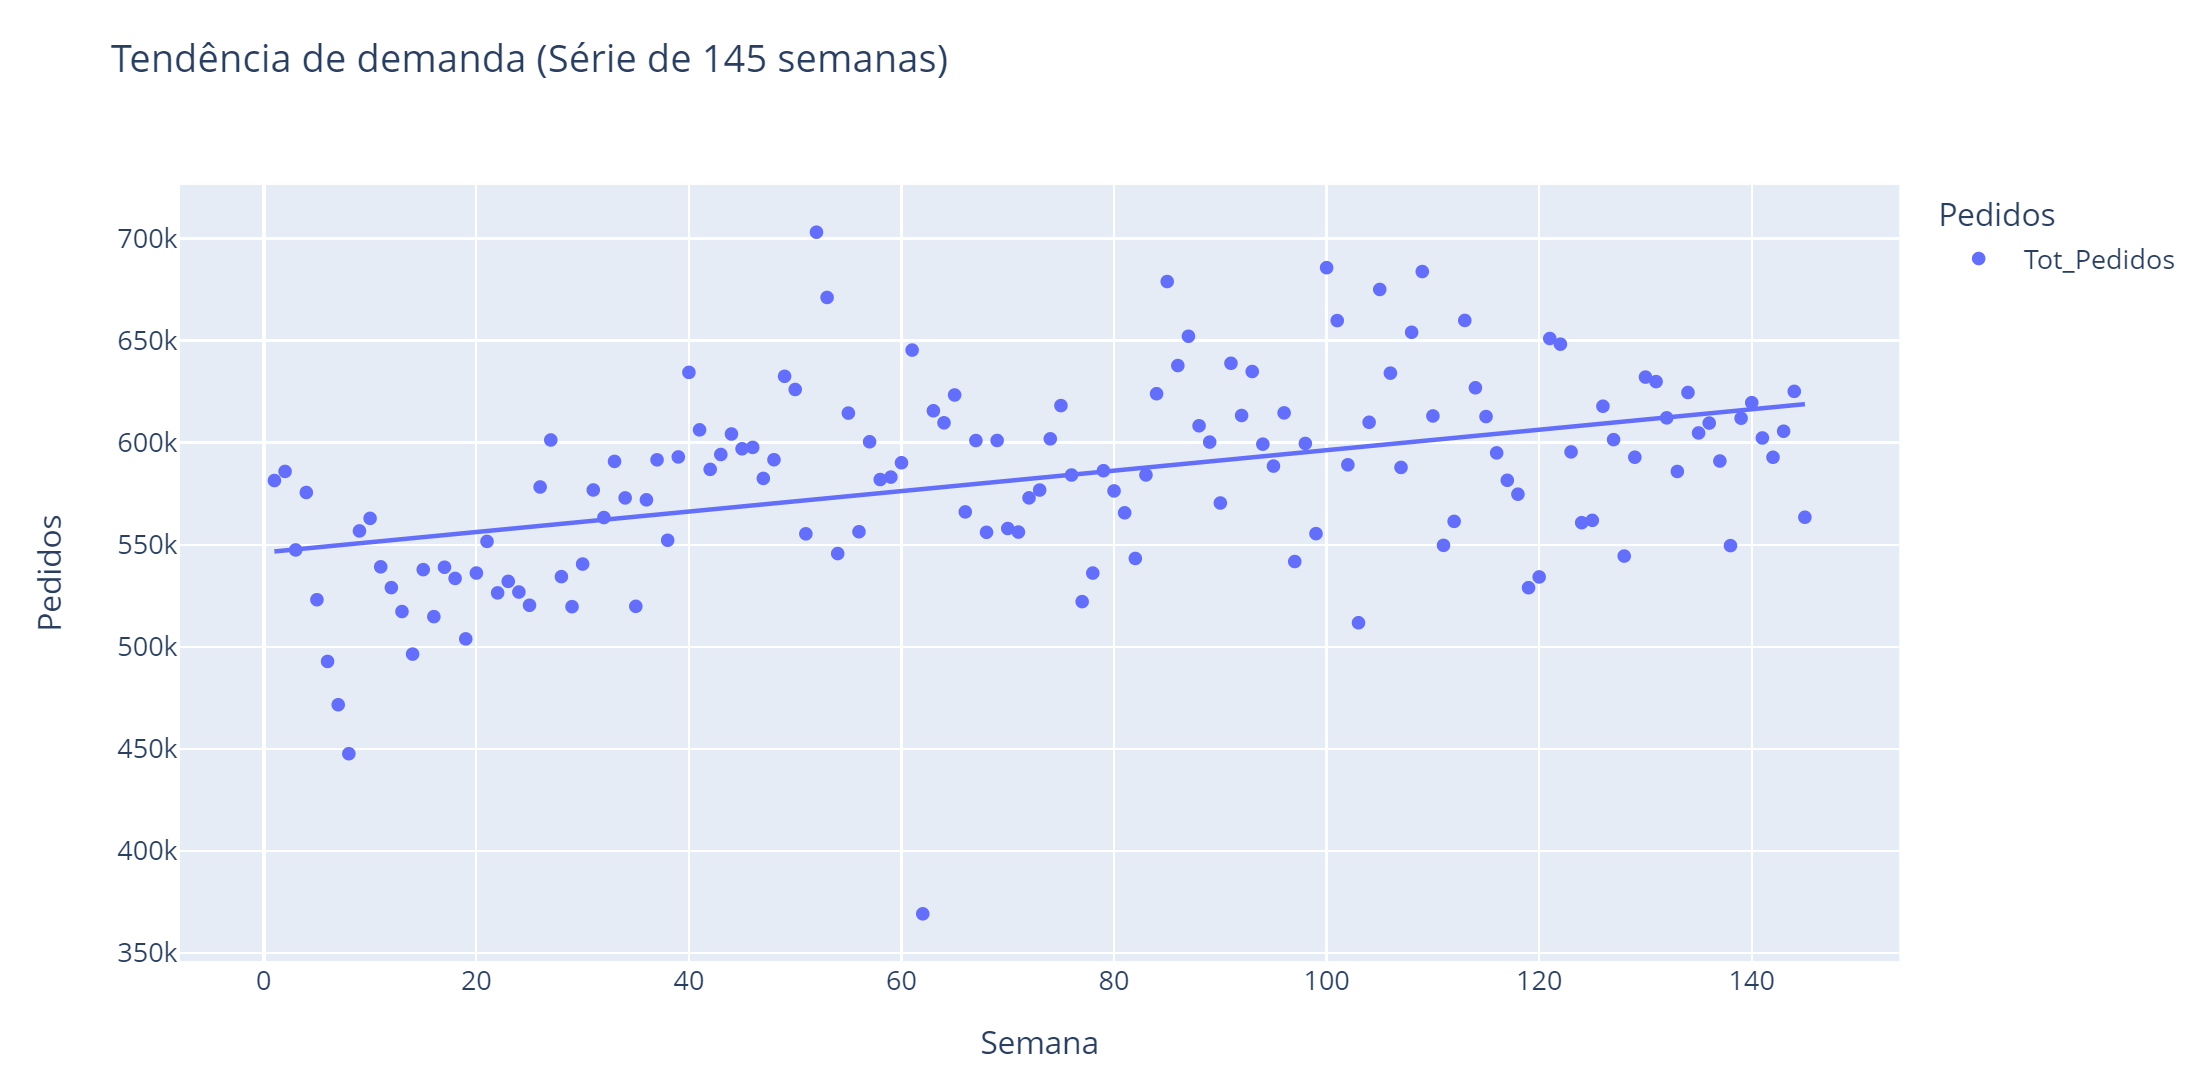 Tendência de demanda (Série de 145 semanas)
Pedidos
Tot_Pedidos
700k
650k
600k
550k
500k
450k
400k
350k
Pedidos
0 20 40 60 80 100 120 140
Semana